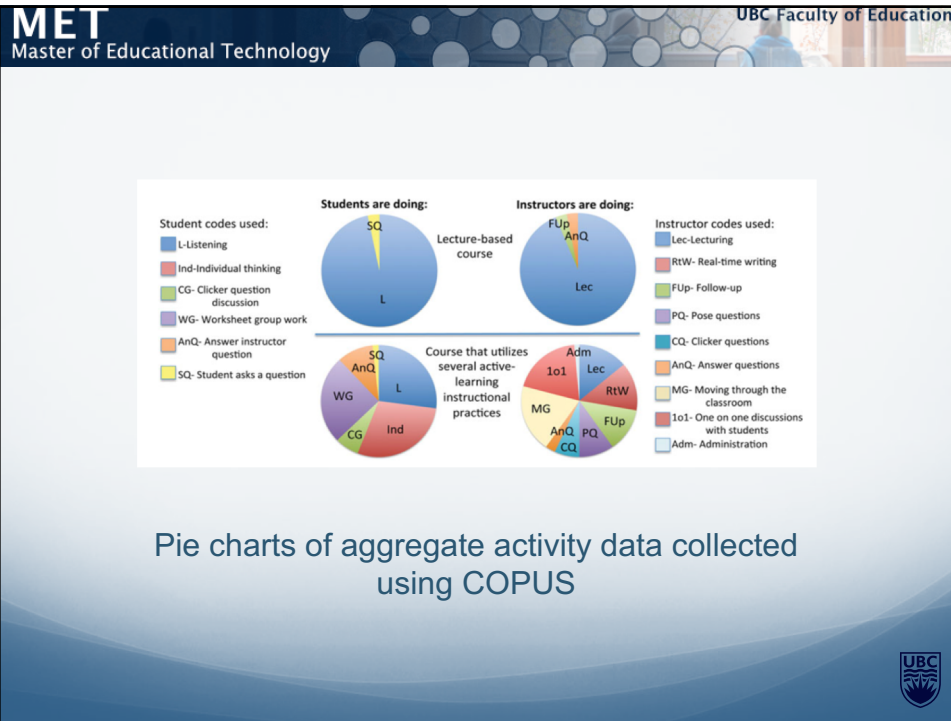 MET
Master of Educational Technology
UBC Faculty of Education
Students are doing:
Instructors are doing:
Student codes used:
L-Listening
Ind-Individual thinking
CG- Clicker question
discussion
WG- Worksheet group work
AnQ- Answer instructor
question
SQ- Student asks a question
SQ
L
Lecture-based
course
FUp
AnQ
Lec
SQ
AnQ
L
WG
CG
Ind
Course that utilizes
several active-
learning
instructional
practices
Adm
1o1
Lec
RtW
MG
FUp
AnQ
PQ
CQ
Instructor codes used:
Lec-Lecturing
RtW- Real-time writing
FUp- Follow-up
PQ- Pose questions
CQ- Clicker questions
AnQ- Answer questions
MG- Moving through the
classroom
1o1- One on one discussions
with students
Adm- Administration
Pie charts of aggregate activity data collected
using COPUS
UBC